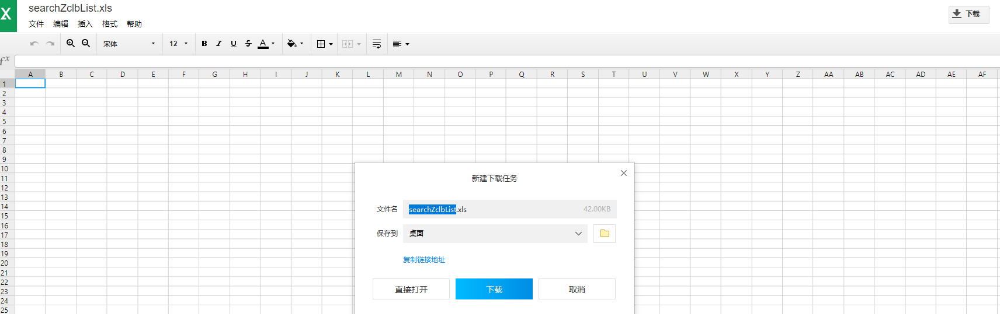 searchZclbList.xls
文件 编辑 插入 格式 帮助
下载
宋体 12 B I U S A
fx
A B C D E F G H I J K L M N O P Q R S T U V W X Y Z AA AB AC AD AE AF
1
2
3
4
5
6
7
8
9
10
11
12
13
14
15
16
17
18
19
20
21
22
23
24
25
新建下载任务
文件名 searchZclbList.xls 42.00KB
保存到 桌面
复制链接地址
直接打开 下载 取消